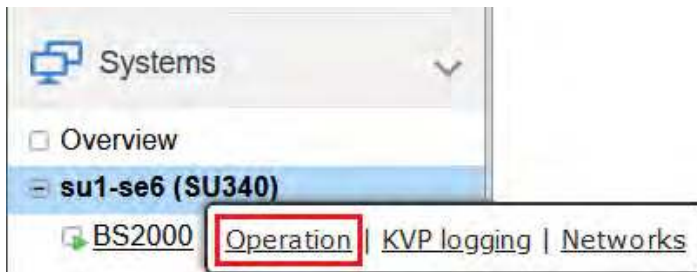 Systems
Overview
su1-se6 (SU340)
BS2000 Operation | KVP logging | Networks